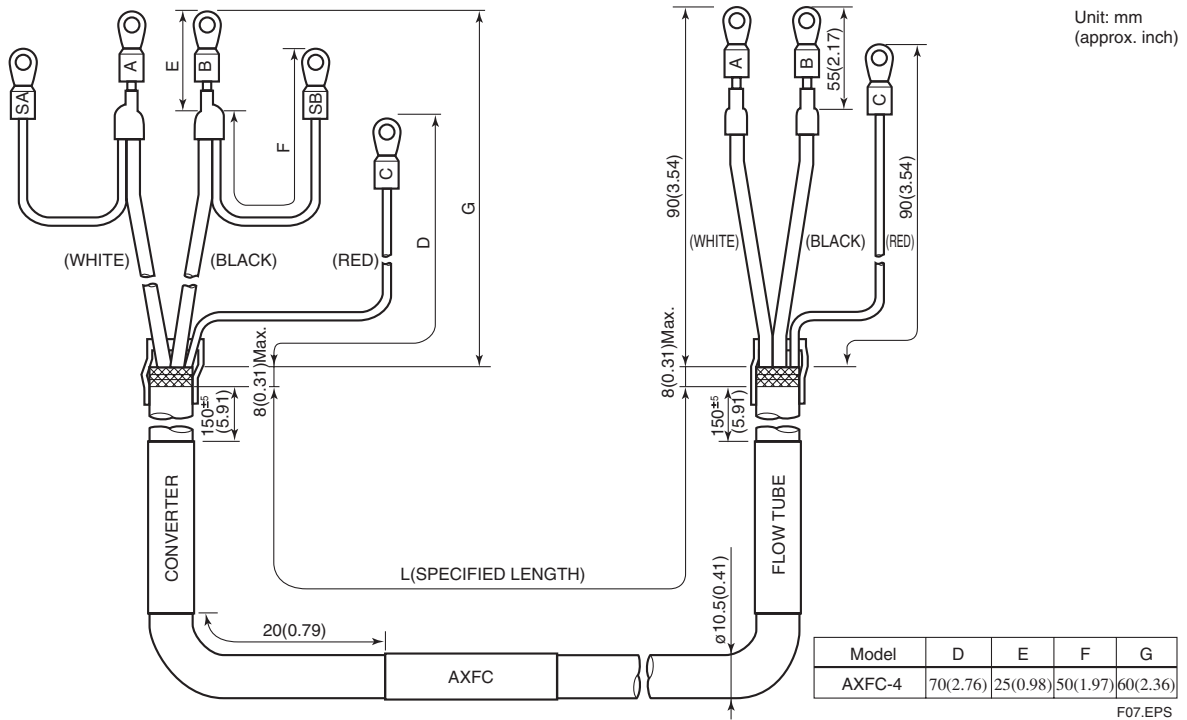 Unit: mm
(approx. inch)
SA
A
B
SB
C
E
F
G
D
(WHITE)
(BLACK)
(RED)
8(0.31)Max.
150±5
(5.91)
CONVERTER
20(0.79)
AXFC
L(SPECIFIED LENGTH)
A
B
C
55(2.17)
90(3.54)
90(3.54)
(WHITE)
(BLACK)
(RED)
8(0.31)Max.
150±5
(5.91)
FLOW TUBE
ø10.5(0.41)
Model D E F G
AXFC-4 70(2.76) 25(0.98) 50(1.97) 60(2.36)
F07.EPS